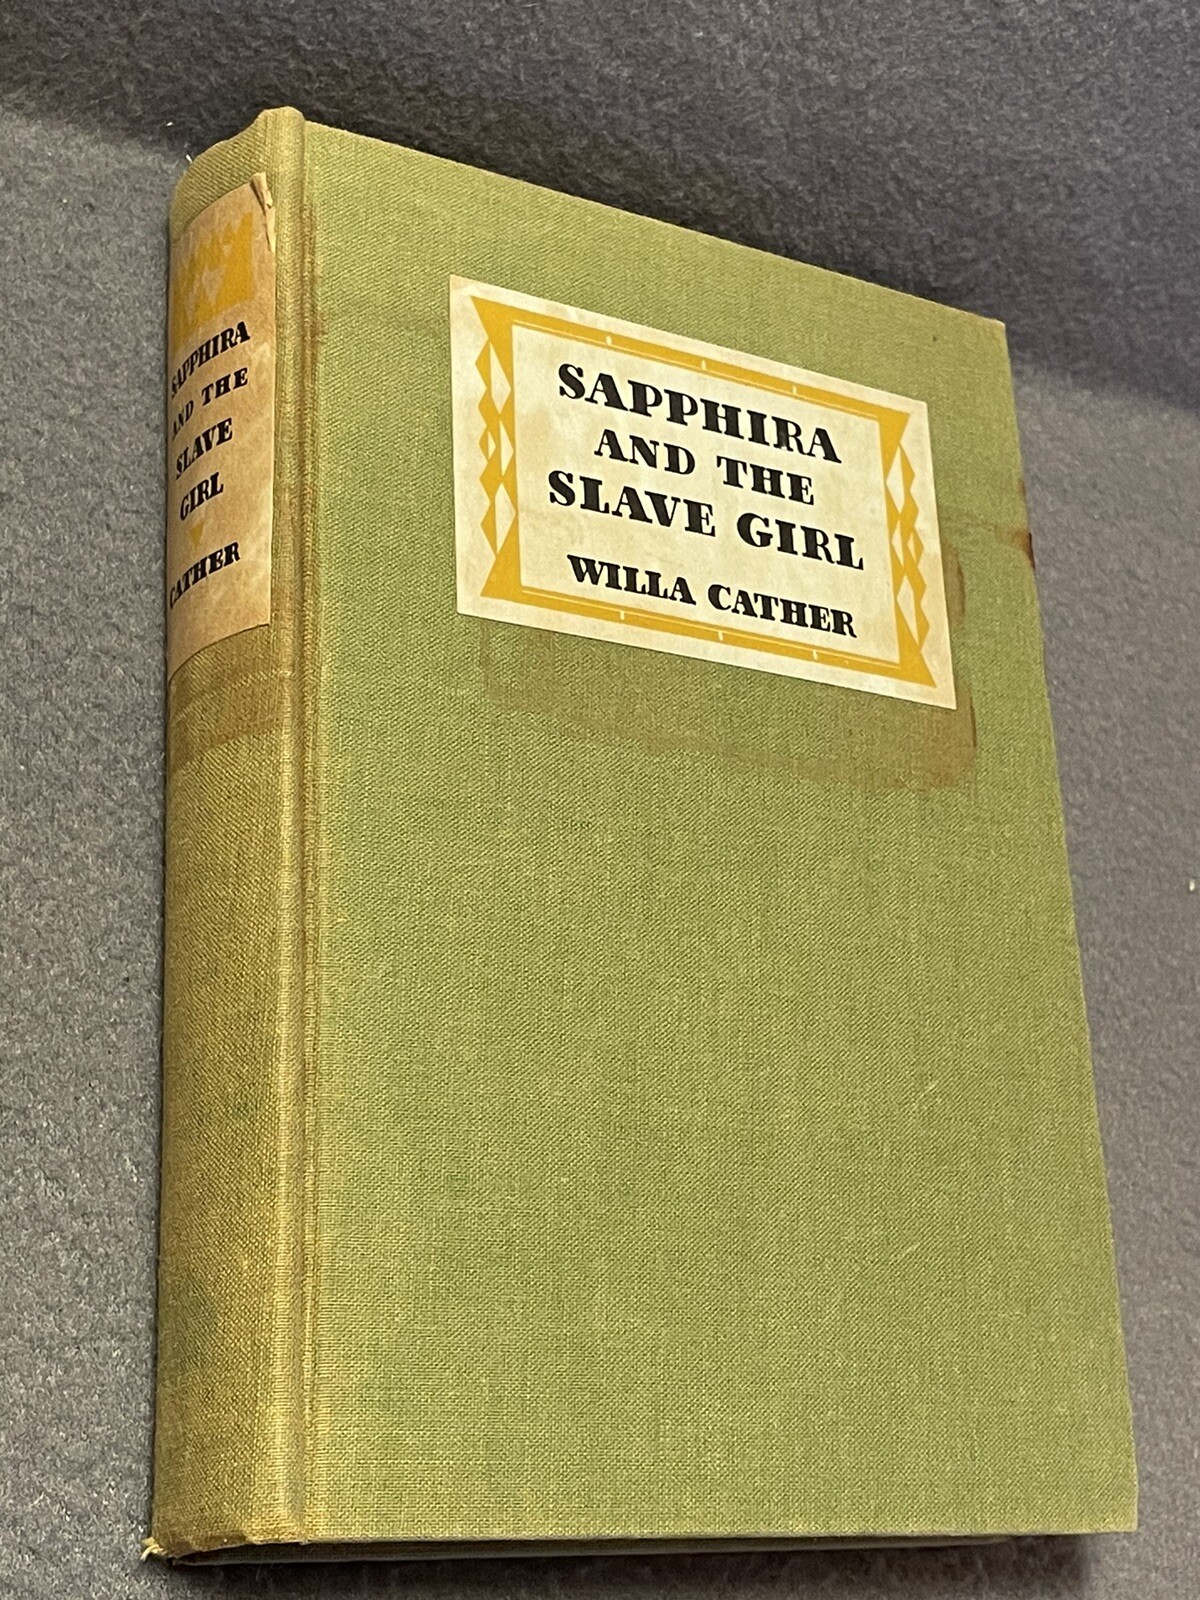 SAPPHIRA
AND THE
SLAVE
GIRL
CATHER
SAPPHIRA
AND THE
SLAVE GIRL
WILLA CATHER